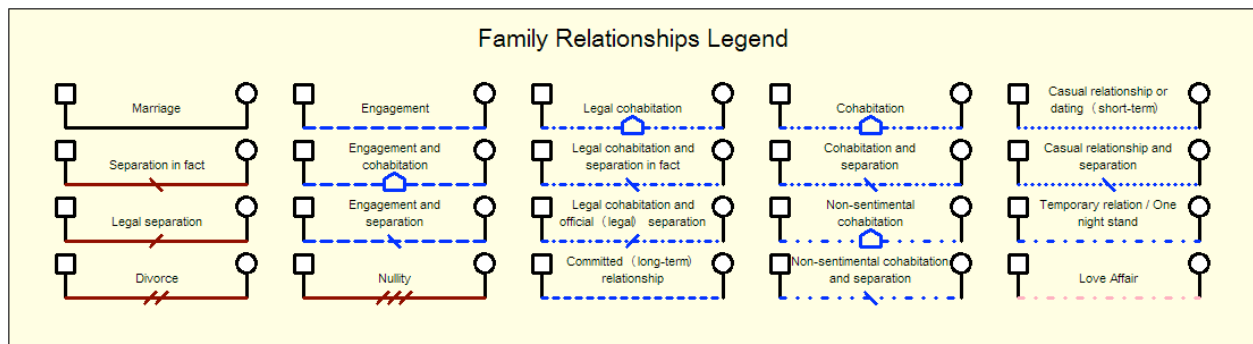 Family Relationships Legend
Marriage
Engagement
Legal cohabitation
Cohabitation
Casual relationship or
dating (short-term)
Separation in fact
Engagement and
cohabitation
Legal cohabitation and
separation in fact
Cohabitation and
separation
Casual relationship and
separation
Legal separation
Engagement and
separation
Legal cohabitation and
official (legal) separation
Non-sentimental
cohabitation
Temporary relation / One
night stand
Divorce
Nullity
Committed (long-term)
relationship
Non-sentimental cohabitation
and separation
Love Affair